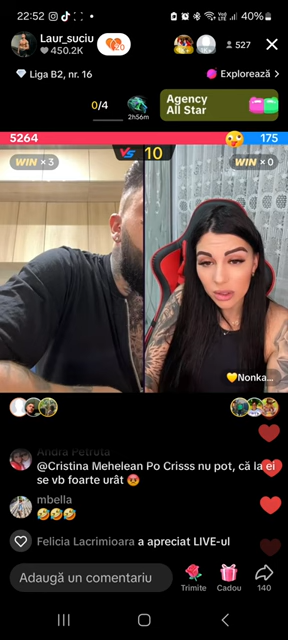 22:52
40%
Laur_suciu
450.2K
20
527
Liga B2, nr. 16
Explorează >
0/4
2h56m
Agency
All Star
5264
VS
175
WIN × 3
10
WIN × 0
Nonka...
Andra Petruta
@Cristina Mehelean Po Crisss nu pot, că la ei
se vb foarte urât
mbella
Felicia Lacrimioara a apreciat LIVE-ul
Adaugă un comentariu
Trimite
Cadou
140